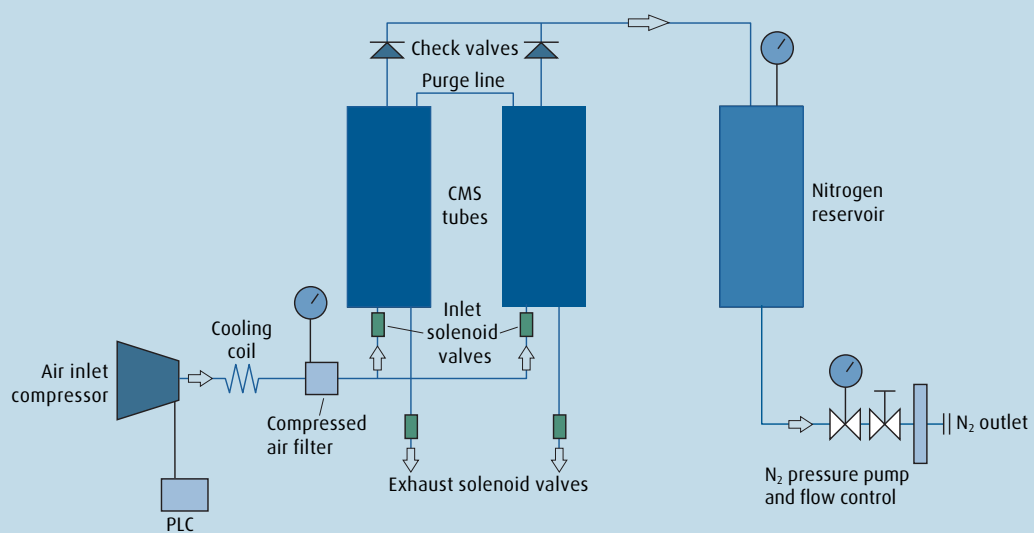 Check valves
Purge line
CMS
tubes
Nitrogen
reservoir
Inlet
solenoid
valves
Cooling
coil
Air inlet
compressor
Compressed
air filter
N₂ outlet
Exhaust solenoid valves
N₂ pressure pump
and flow control
PLC